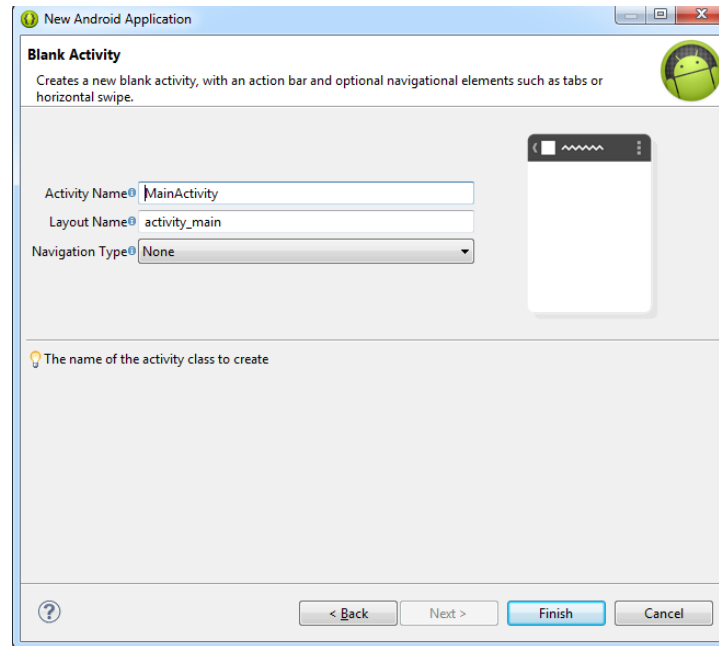 New Android Application
Blank Activity
Creates a new blank activity, with an action bar and optional navigational elements such as tabs or
horizontal swipe.
Activity Name MainActivity
Layout Name activity_main
Navigation Type None
The name of the activity class to create
< Back Next > Finish Cancel